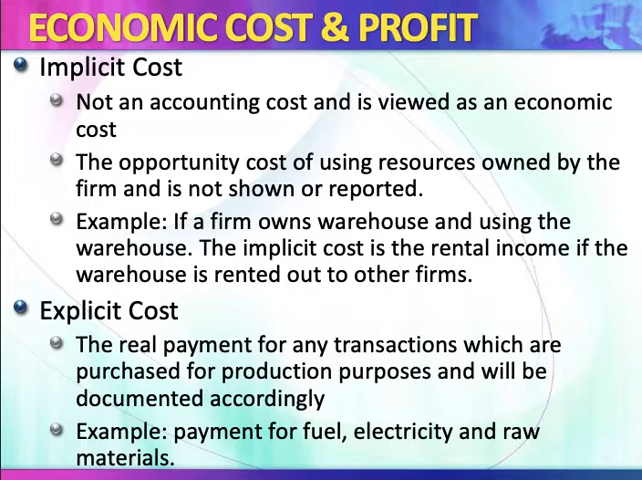 ECONOMIC COST & PROFIT
Implicit Cost
Not an accounting cost and is viewed as an economic
cost
The opportunity cost of using resources owned by the
firm and is not shown or reported.
Example: If a firm owns warehouse and using the
warehouse. The implicit cost is the rental income if the
warehouse is rented out to other firms.
Explicit Cost
The real payment for any transactions which are
purchased for production purposes and will be
documented accordingly
Example: payment for fuel, electricity and raw
materials.